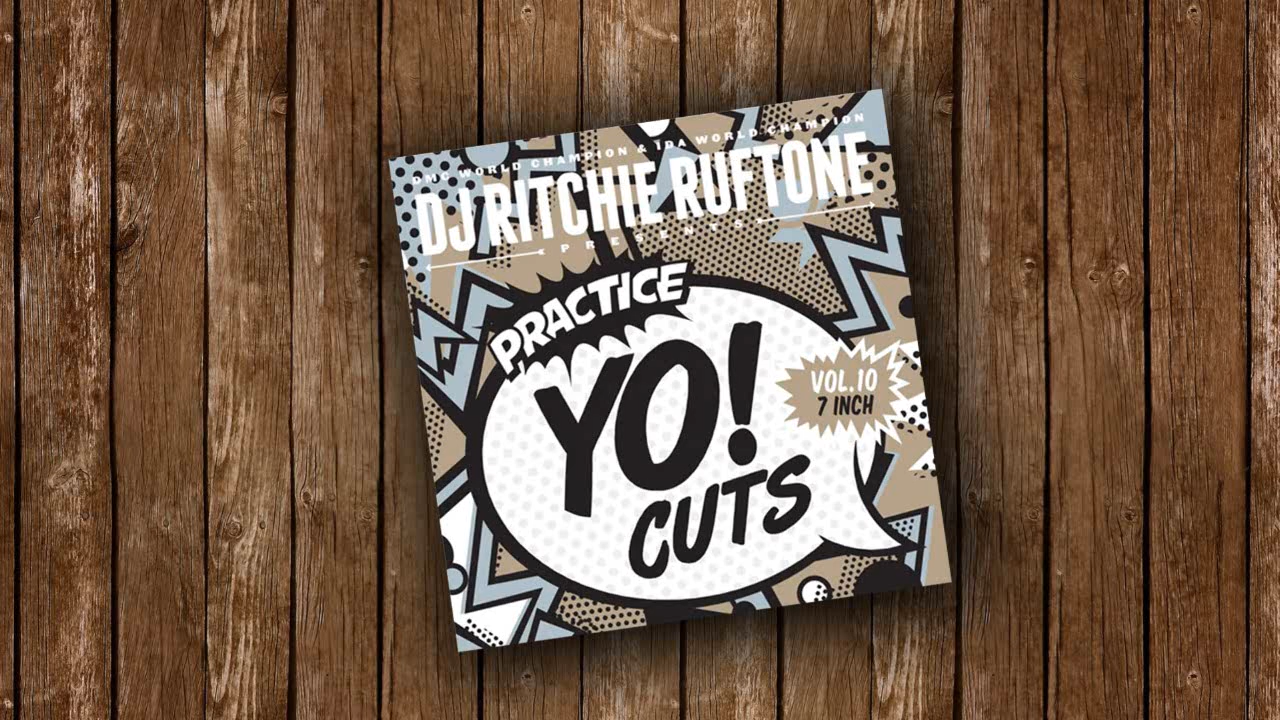 DMC WORLD CHAMPION & IDA WORLD CHAMPION
DJ RITCHIE RUFTONE
PRESENTS
PRACTICE
YO!
CUTS
VOL.10
7 INCH